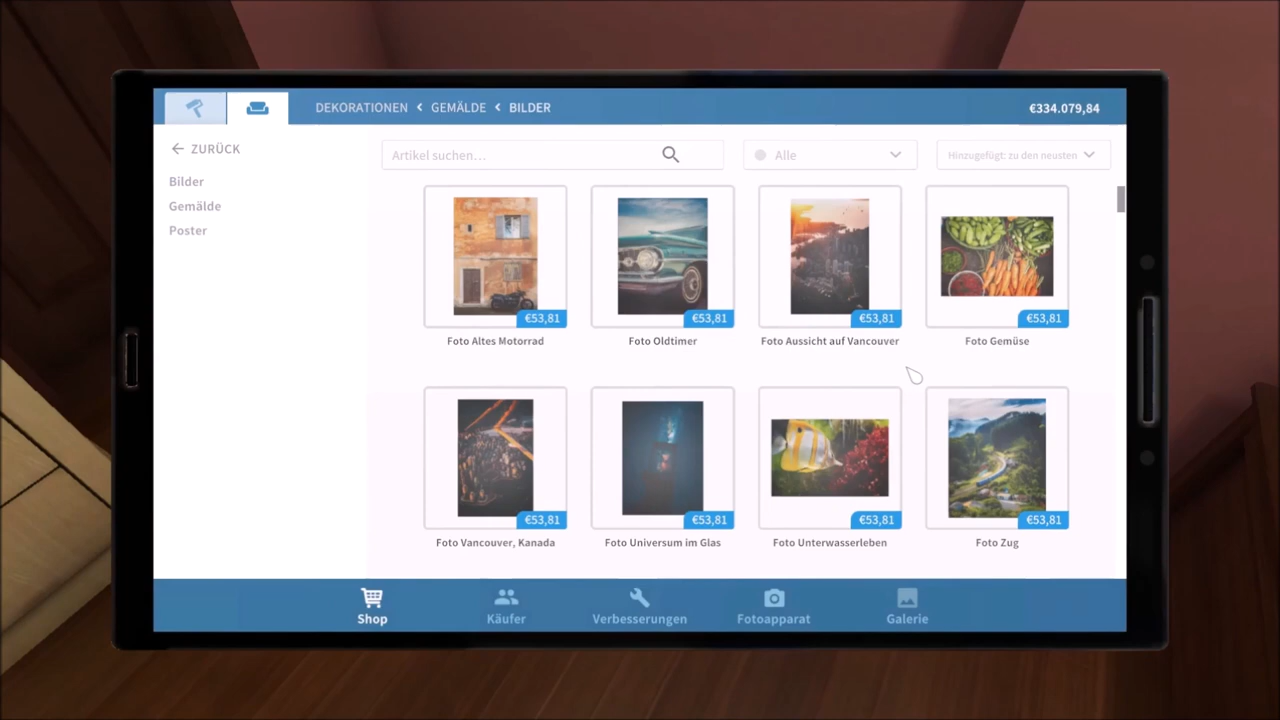 DEKORATIONEN < GEMÄLDE < BILDER
€334.079,84
ZURÜCK
Artikel suchen...
Alle
Hinzugefügt: zu den neusten
Bilder
Gemälde
Poster
€53,81 €53,81 €53,81 €53,81
Foto Altes Motorrad Foto Oldtimer Foto Aussicht auf Vancouver Foto Gemüse
€53,81 €53,81 €53,81 €53,81
Foto Vancouver, Kanada Foto Universum im Glas Foto Unterwasserleben Foto Zug
Shop Käufer Verbesserungen Fotoapparat Galerie